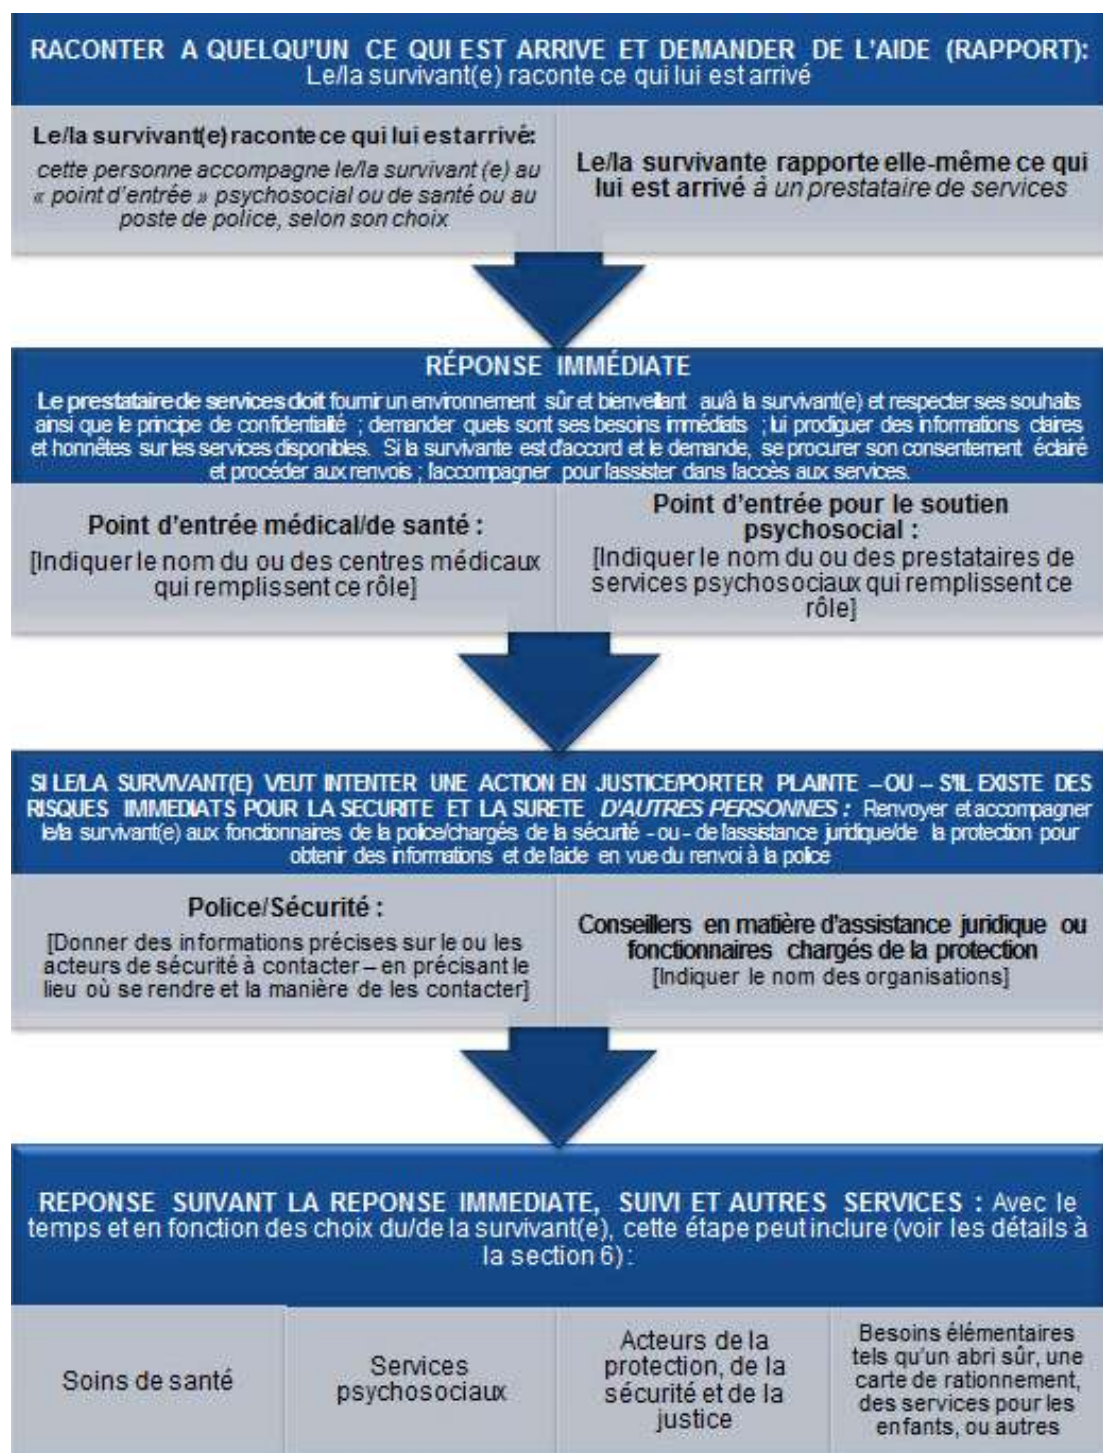 RACONTER A QUELQU'UN CE QUI EST ARRIVE ET DEMANDER DE L'AIDE (RAPPORT):
Le/la survivant(e) raconte ce qui lui est arrivé
Le/la survivant(e) raconte ce qui lui est arrivé:
cette personne accompagne le/la survivant (e) au
« point d'entrée » psychosocial ou de santé ou au
poste de police, selon son choix
Le/la survivante rapporte elle-même ce qui
lui est arrivé à un prestataire de services
RÉPONSE IMMÉDIATE
Le prestataire de services doit fournir un environnement sûr et bienveillant au/à la survivant(e) et respecter ses souhaits
ainsi que le principe de confidentialité ; demander quels sont ses besoins immédiats ; lui prodiguer des informations claires
et honnêtes sur les services disponibles. Si la survivante est d'accord et le demande, se procurer son consentement éclairé
et procéder aux renvois ; l'accompagner pour l'assister dans l'accès aux services.
Point d'entrée médical/de santé :
[Indiquer le nom du ou des centres médicaux
qui remplissent ce rôle]
Point d'entrée pour le soutien
psychosocial :
[Indiquer le nom du ou des prestataires de
services psychosociaux qui remplissent ce
rôle]
SI LE/LA SURVIVANT(E) VEUT INTENTER UNE ACTION EN JUSTICE/PORTER PLAINTE – OU – S'IL EXISTE DES
RISQUES IMMEDIATS POUR LA SECURITE ET LA SURETE D'AUTRES PERSONNES : Renvoyer et accompagner
le/la survivant(e) aux fonctionnaires de la police/chargés de la sécurité - ou - de l'assistance juridique/de la protection pour
obtenir des informations et de l'aide en vue du renvoi à la police
Police/Sécurité :
[Donner des informations précises sur le ou les
acteurs de sécurité à contacter – en précisant le
lieu où se rendre et la manière de les contacter]
Conseillers en matière d'assistance juridique ou
fonctionnaires chargés de la protection
[Indiquer le nom des organisations]
REPONSE SUIVANT LA REPONSE IMMEDIATE, SUIVI ET AUTRES SERVICES : Avec le
temps et en fonction des choix du/de la survivant(e), cette étape peut inclure (voir les détails à
la section 6) :
Soins de santé
Services
psychosociaux
Acteurs de la
protection, de la
sécurité et de la
justice
Besoins élémentaires
tels qu'un abri sûr, une
carte de rationnement,
des services pour les
enfants, ou autres